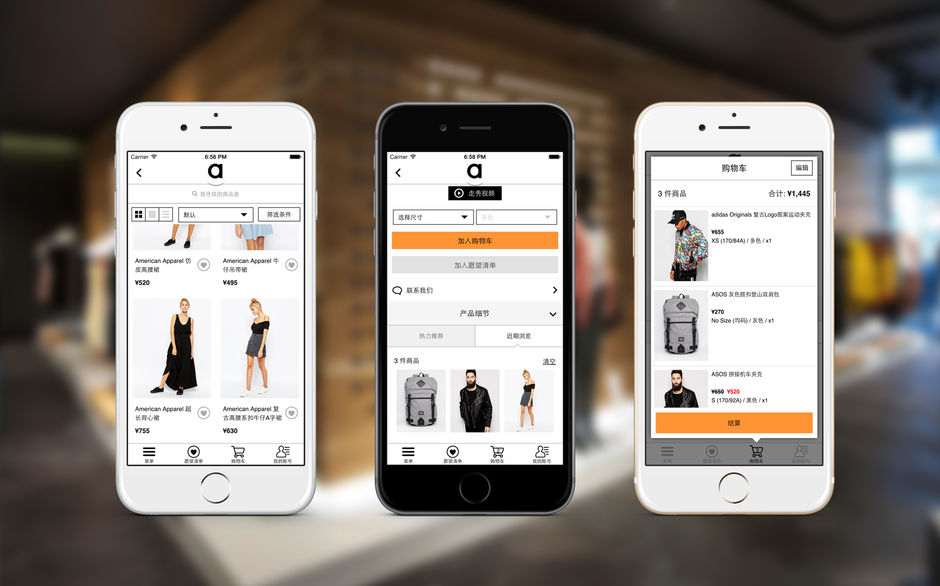 Carrier 6:56 PM
a
我寻找的商品是
默认
筛选条件
American Apparel 仿
皮高腰裙
¥520
American Apparel 牛
仔吊带裙
¥495
American Apparel 超
长背心裙
¥755
American Apparel 复
古高腰系扣牛仔A字裙
¥630
菜单
愿望清单
购物车
我的账号
Carrier 6:58 PM
a
走秀视频
选择尺寸
多色
加入购物车
加入愿望清单
联系我们
产品细节
热力推荐
近期浏览
3 件商品
清空
菜单
愿望清单
购物车
我的账号
购物车
编辑
3 件商品
合计: ¥1,445
adidas Originals 复古Logo图案运动夹克
¥655
XS (170/84A) / 多色 / x1
ASOS 灰色搭扣登山双肩包
¥270
No Size (均码) / 灰色 / x1
ASOS 拼接机车夹克
¥650 ¥520
S (170/92A) / 黑色 / x1
结算
菜单
愿望清单
购物车
我的账号